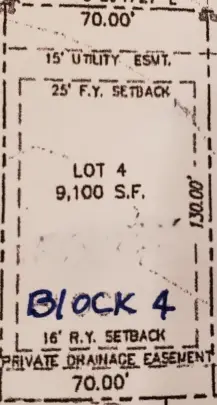 70.00'
15' UTILITY ESMT.
25' F.Y. SETBACK
LOT 4
9,100 S.F.
130.00'
BlOCK 4
16' R.Y. SETBACK
PRIVATE DRAINAGE EASEMENT
70.00'